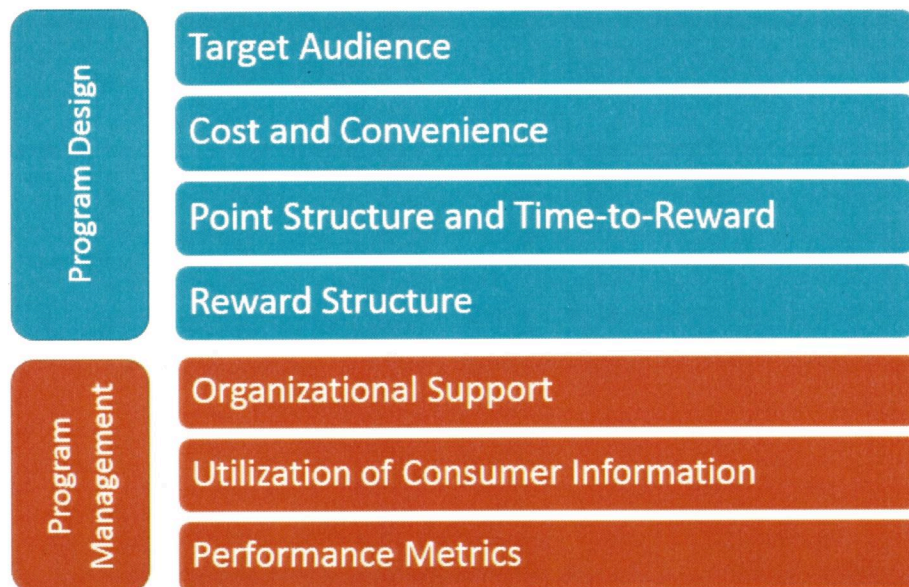 Program Design
Target Audience
Cost and Convenience
Point Structure and Time-to-Reward
Reward Structure
Program
Management
Organizational Support
Utilization of Consumer Information
Performance Metrics